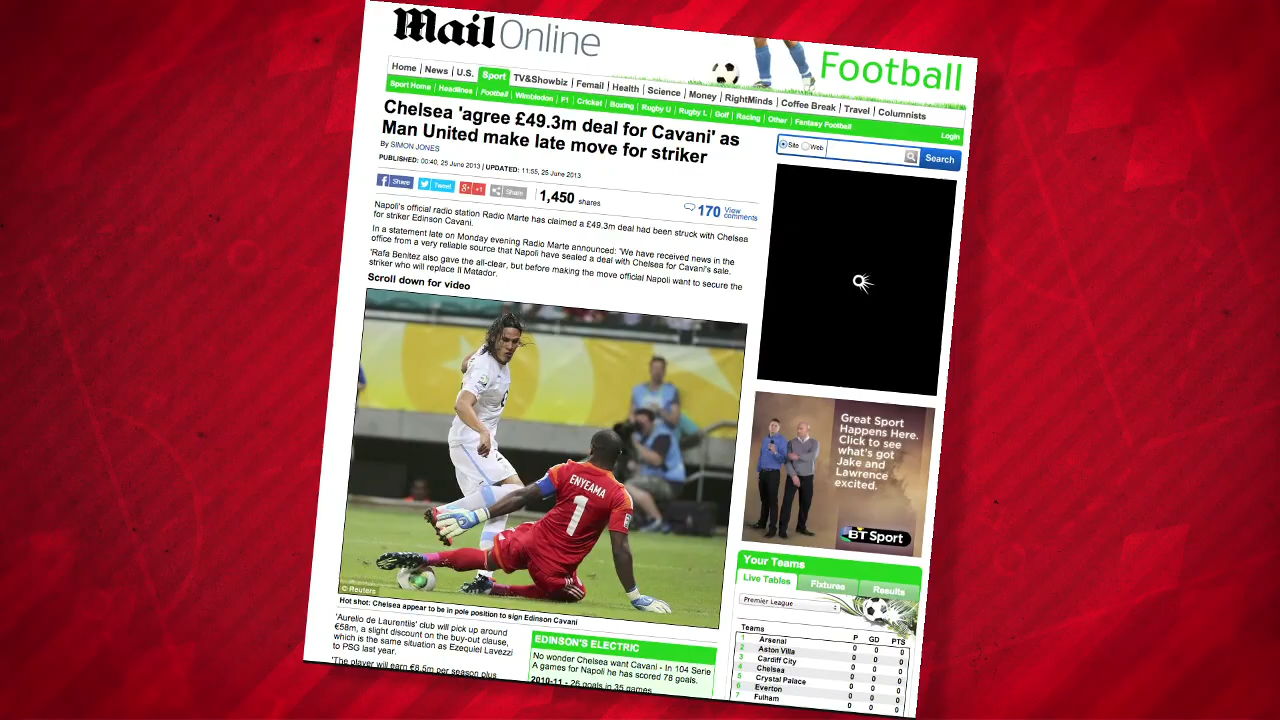 Mail Online
Football
Home News U.S. Sport TV&Showbiz Femail Health Science Money RightMinds Coffee Break Travel Columnists
Sport Home Headlines Football Wimbledon F1 Cricket Boxing Rugby U Rugby L Golf Racing Other Fantasy Football
Login
Chelsea 'agree £49.3m deal for Cavani' as
Man United make late move for striker
By SIMON JONES
PUBLISHED: 00:40, 25 June 2013 | UPDATED: 11:55, 25 June 2013
Site Web Search
Share Tweet +1 Share 1,450 shares
170 View comments
Napoli's official radio station Radio Marte has claimed a £49.3m deal had been struck with Chelsea
for striker Edinson Cavani.
In a statement late on Monday evening Radio Marte announced: 'We have received news in the
office from a very reliable source that Napoli have sealed a deal with Chelsea for Cavani's sale.
'Rafa Benitez also gave the all-clear, but before making the move official Napoli want to secure the
striker who will replace Il Matador.
Scroll down for video
ENYEAMA
1
© Reuters
Hot shot: Chelsea appear to be in pole position to sign Edinson Cavani
'Aurelio de Laurentiis' club will pick up around
€58m, a slight discount on the buy-out clause,
which is the same situation as Ezequiel Lavezzi
to PSG last year.
'The player will earn €8.5m per season plus
EDINSON'S ELECTRIC
No wonder Chelsea want Cavani - In 104 Serie
A games for Napoli he has scored 78 goals.
2010-11 - 26 goals in 35 games
Great Sport
Happens Here.
Click to see
what's got
Jake and
Lawrence
excited.
BT Sport
Your Teams
Live Tables Fixtures Results
Premier League
Teams P GD PTS
1 Arsenal 0 0 0
2 Aston Villa 0 0 0
3 Cardiff City 0 0 0
4 Chelsea 0 0 0
5 Crystal Palace 0 0 0
6 Everton 0 0 0
7 Fulham 0 0 0